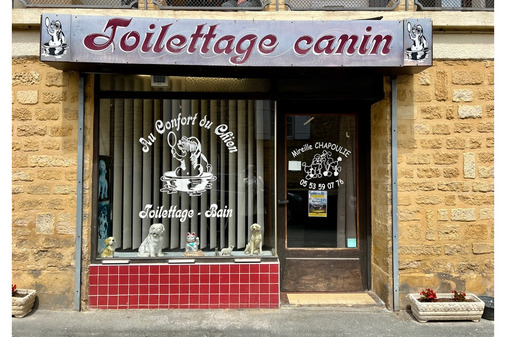 Toilettage canin
Au Confort du Chien
Toilettage - Bain
Mireille CHAPOULIE
05 53 59 07 76